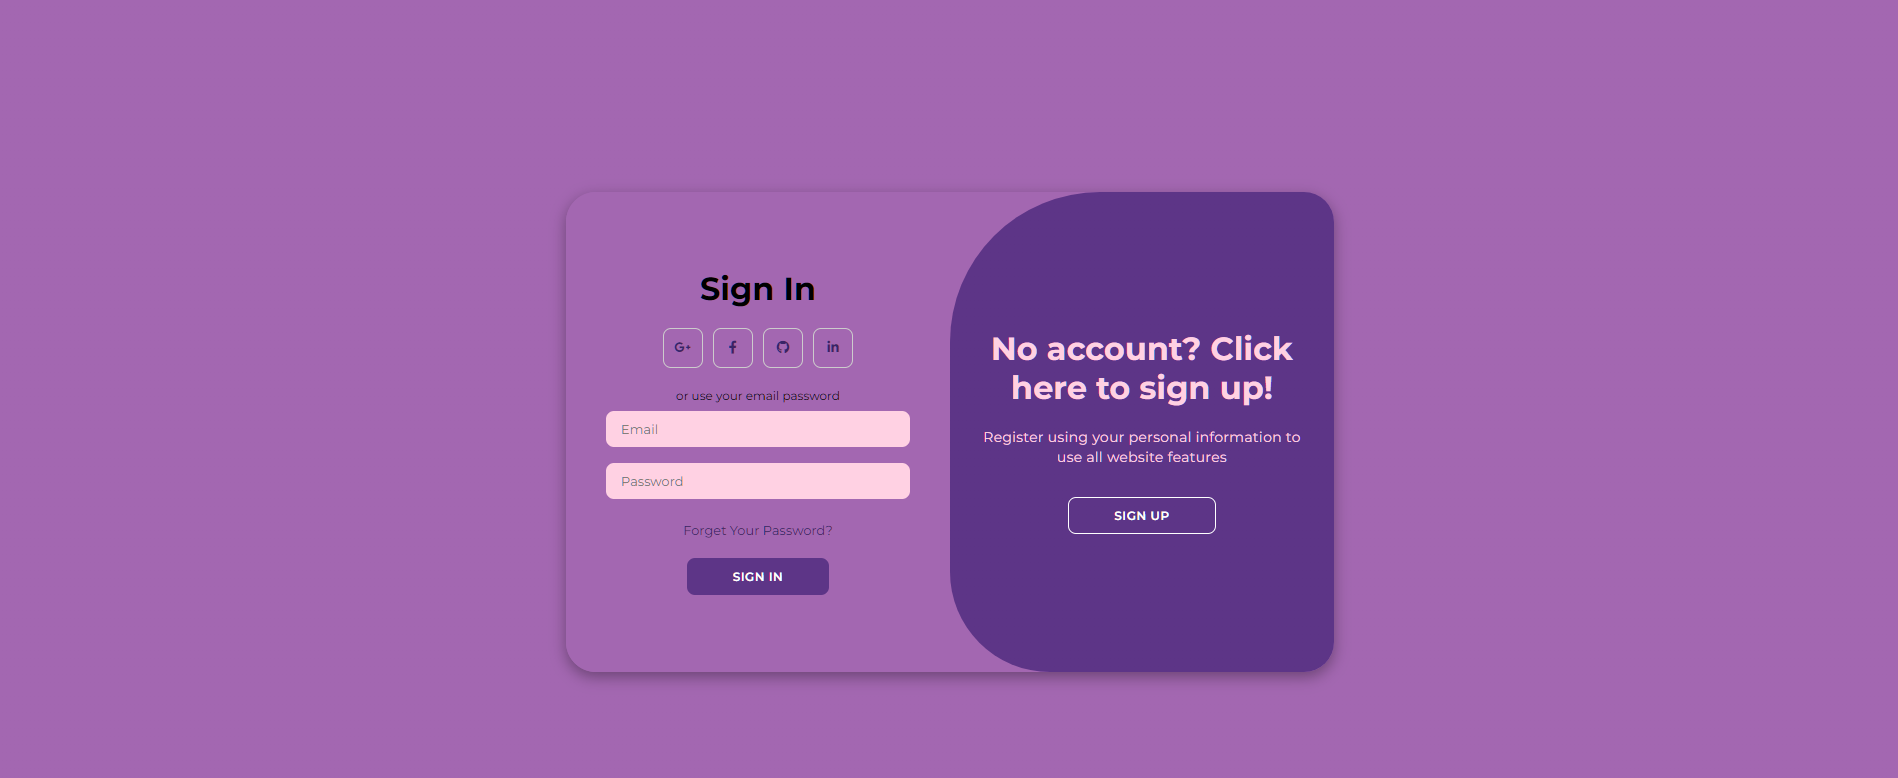 Sign In
G+ f in
or use your email password
Email
Password
Forget Your Password?
SIGN IN
No account? Click
here to sign up!
Register using your personal information to
use all website features
SIGN UP